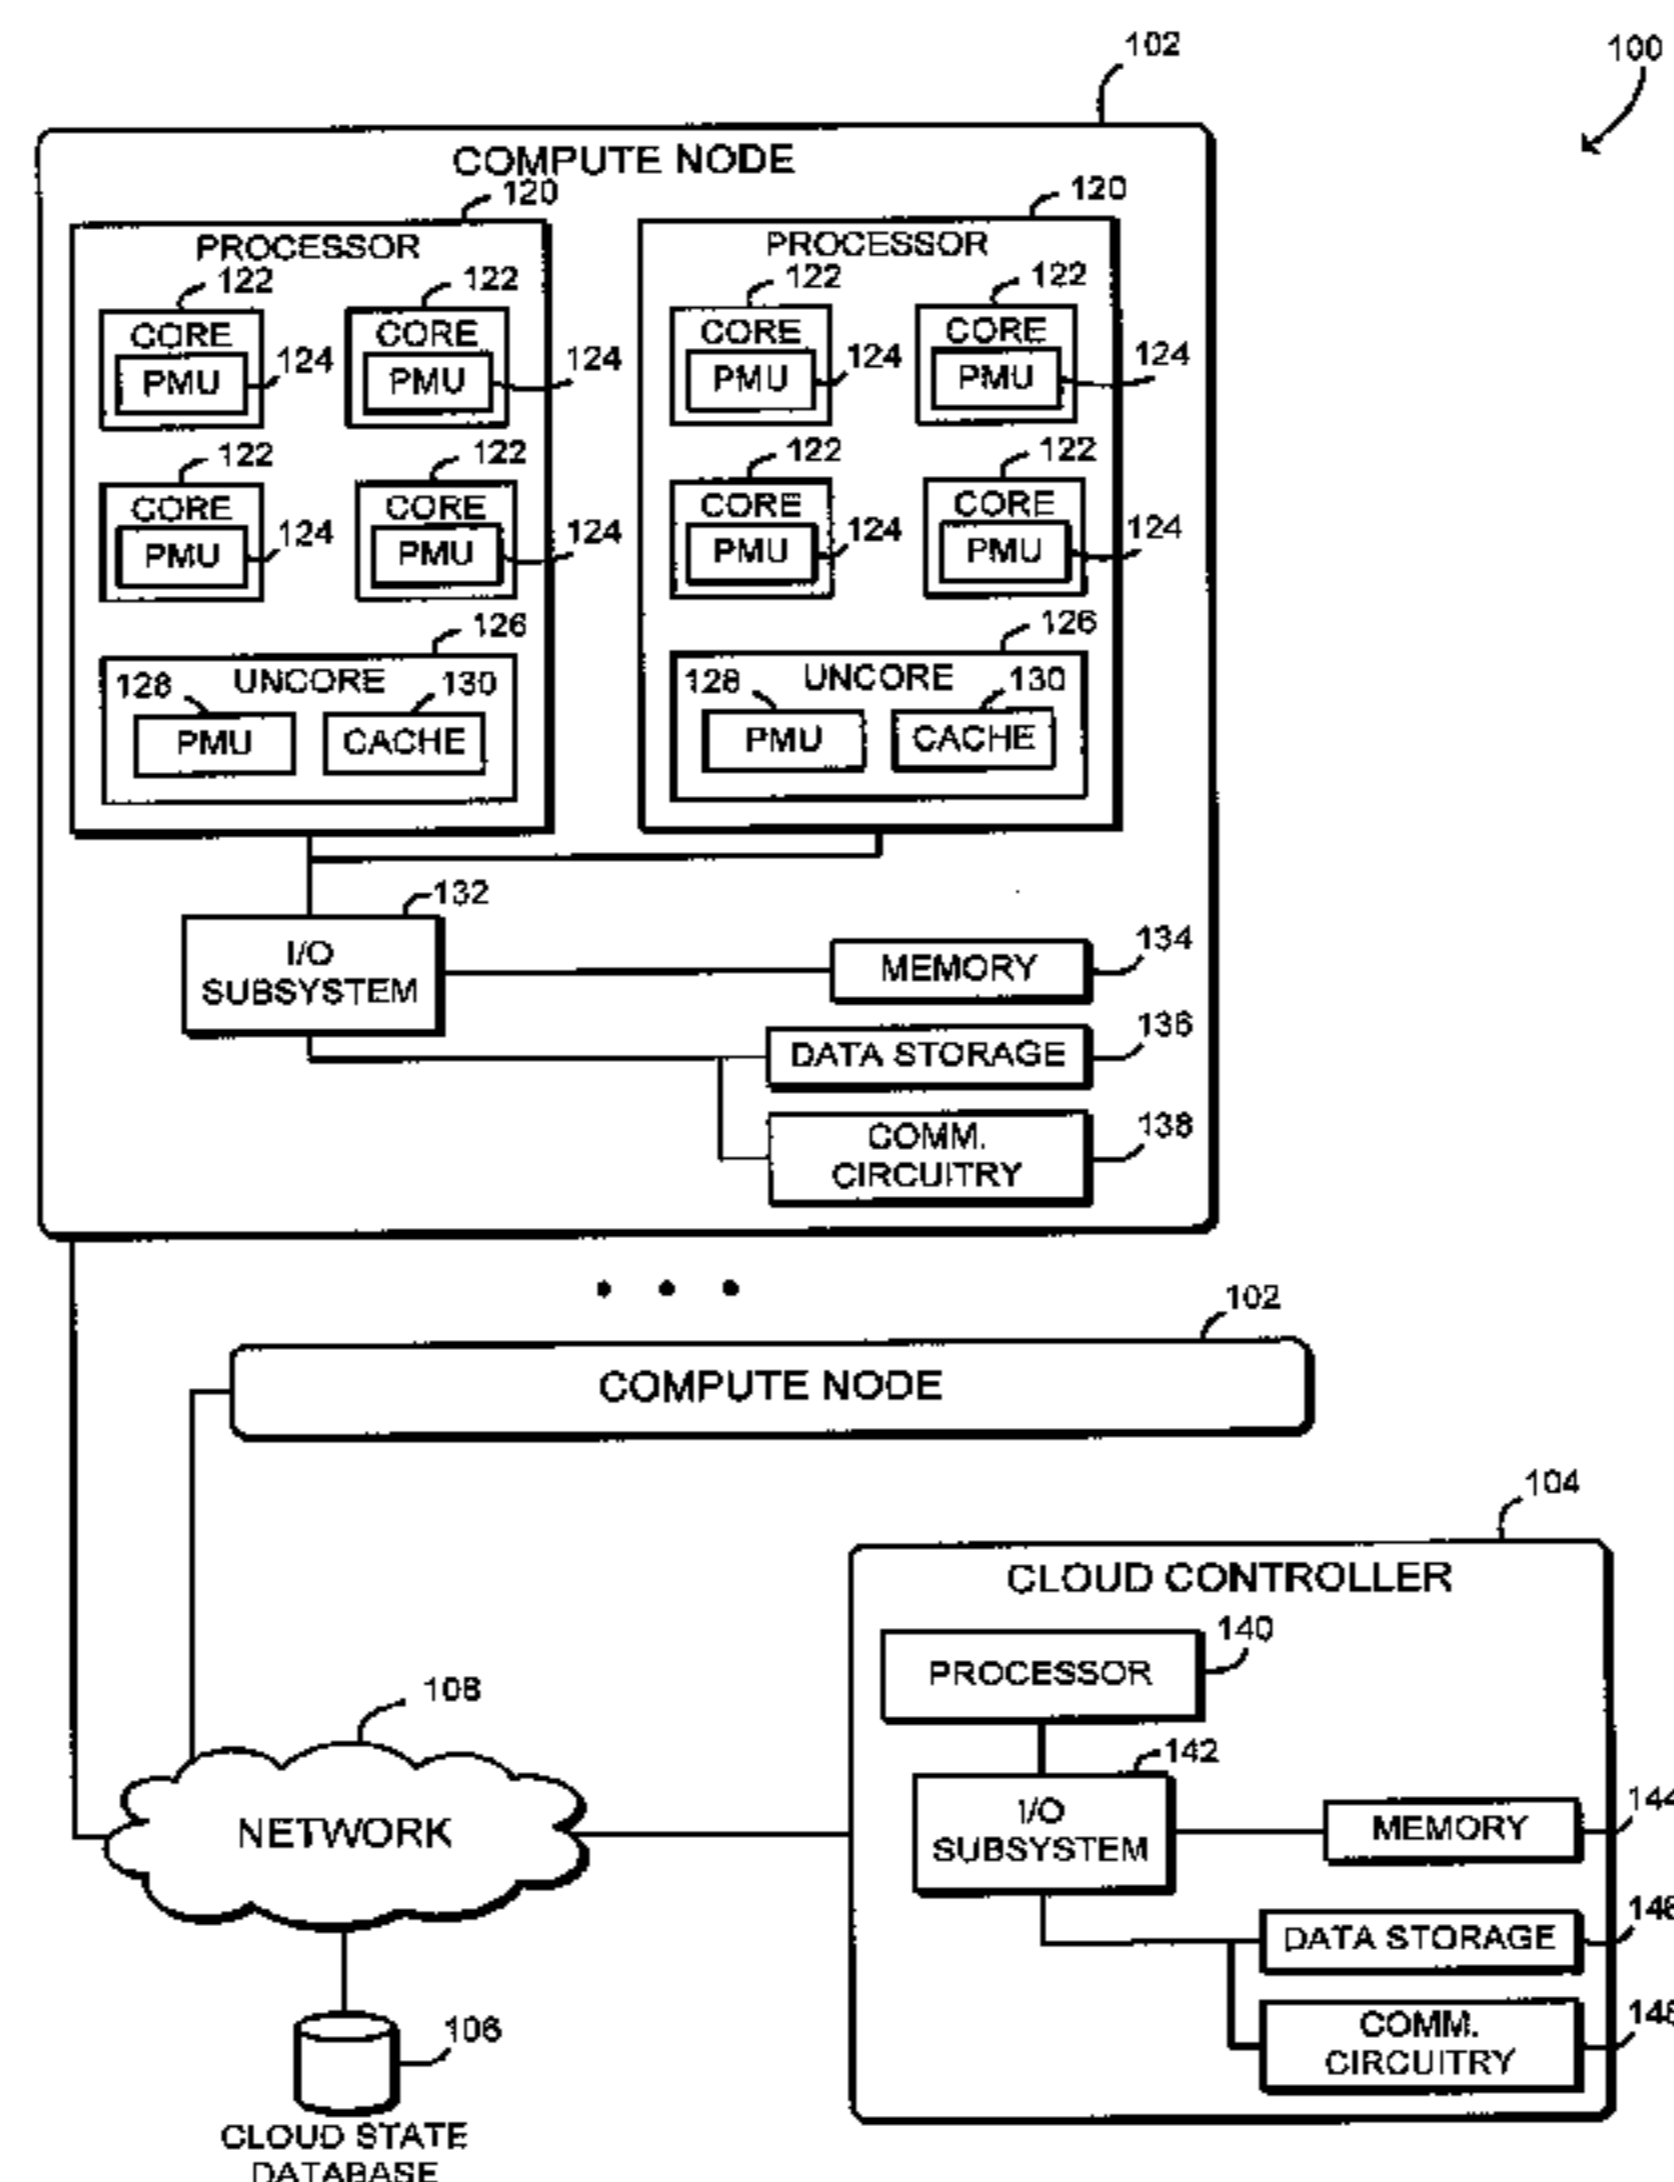 102
100
COMPUTE NODE
120
120
PROCESSOR
PROCESSOR
122
122
122
122
CORE
CORE
CORE
CORE
PMU
124
PMU
124
PMU
124
PMU
124
122
122
122
122
CORE
CORE
CORE
CORE
PMU
124
PMU
124
PMU
124
PMU
124
126
126
128
UNCORE
130
128
UNCORE
130
PMU
CACHE
PMU
CACHE
132
I/O
SUBSYSTEM
MEMORY
134
DATA STORAGE
136
COMM.
CIRCUITRY
138
102
COMPUTE NODE
104
CLOUD CONTROLLER
PROCESSOR
140
108
142
NETWORK
I/O
SUBSYSTEM
MEMORY
144
DATA STORAGE
146
COMM.
CIRCUITRY
148
106
CLOUD STATE
DATABASE